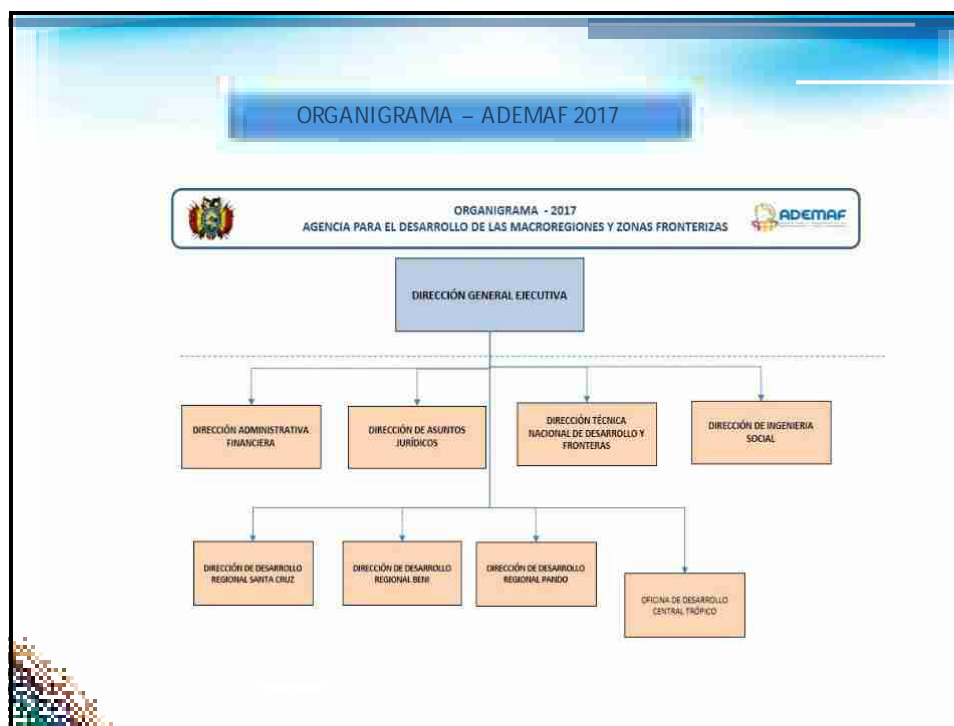 ORGANIGRAMA – ADEMAF 2017
ORGANIGRAMA - 2017
AGENCIA PARA EL DESARROLLO DE LAS MACROREGIONES Y ZONAS FRONTERIZAS
ADEMAF
DIRECCIÓN GENERAL EJECUTIVA
DIRECCIÓN ADMINISTRATIVA
FINANCIERA
DIRECCIÓN DE ASUNTOS
JURÍDICOS
DIRECCIÓN TÉCNICA
NACIONAL DE DESARROLLO Y
FRONTERAS
DIRECCIÓN DE INGENIERIA
SOCIAL
DIRECCIÓN DE DESARROLLO
REGIONAL SANTA CRUZ
DIRECCIÓN DE DESARROLLO
REGIONAL BENI
DIRECCIÓN DE DESARROLLO
REGIONAL PANDO
OFICINA DE DESARROLLO
CENTRAL TRÓPICO